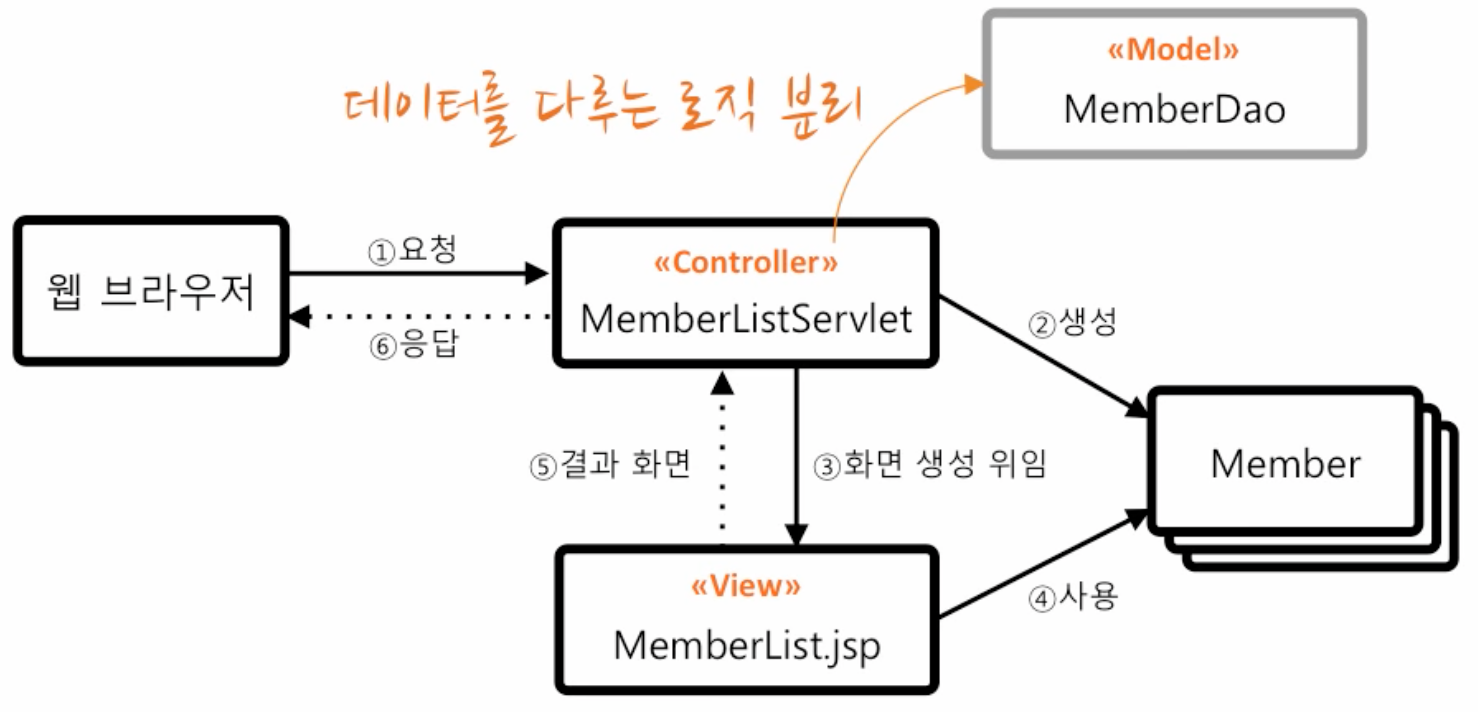 «Model»
MemberDao
데이터를 다루는 로직 분리
웹 브라우저
①요청
⑥응답
«Controller»
MemberListServlet
②생성
⑤결과 화면
③화면 생성 위임
Member
«View»
MemberList.jsp
④사용